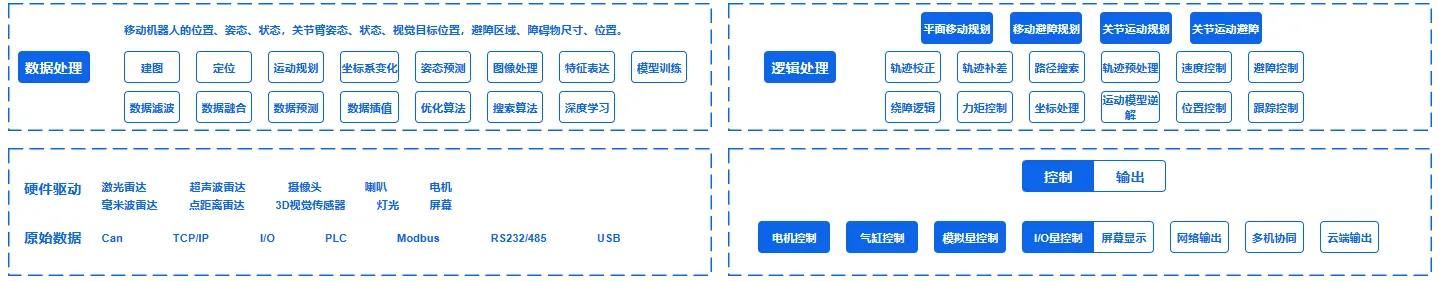 移动机器人的位置、姿态、状态，关节臂姿态、状态、视觉目标位置，避障区域、障碍物尺寸、位置。
数据处理
建图 定位 运动规划 坐标系变化 姿态预测 图像处理 特征表达 模型训练
数据滤波 数据融合 数据预测 数据插值 优化算法 搜索算法 深度学习
平面移动规划 移动避障规划 关节运动规划 关节运动避障
逻辑处理
轨迹校正 轨迹补差 路径搜索 轨迹预处理 速度控制 避障控制
绕障逻辑 力矩控制 坐标处理 运动模型逆解 位置控制 跟踪控制
硬件驱动
激光雷达 超声波雷达 摄像头 喇叭 电机
毫米波雷达 点距离雷达 3D视觉传感器 灯光 屏幕
原始数据 Can TCP/IP I/O PLC Modbus RS232/485 USB
控制 输出
电机控制 气缸控制 模拟量控制 I/O量控制 屏幕显示 网络输出 多机协同 云端输出